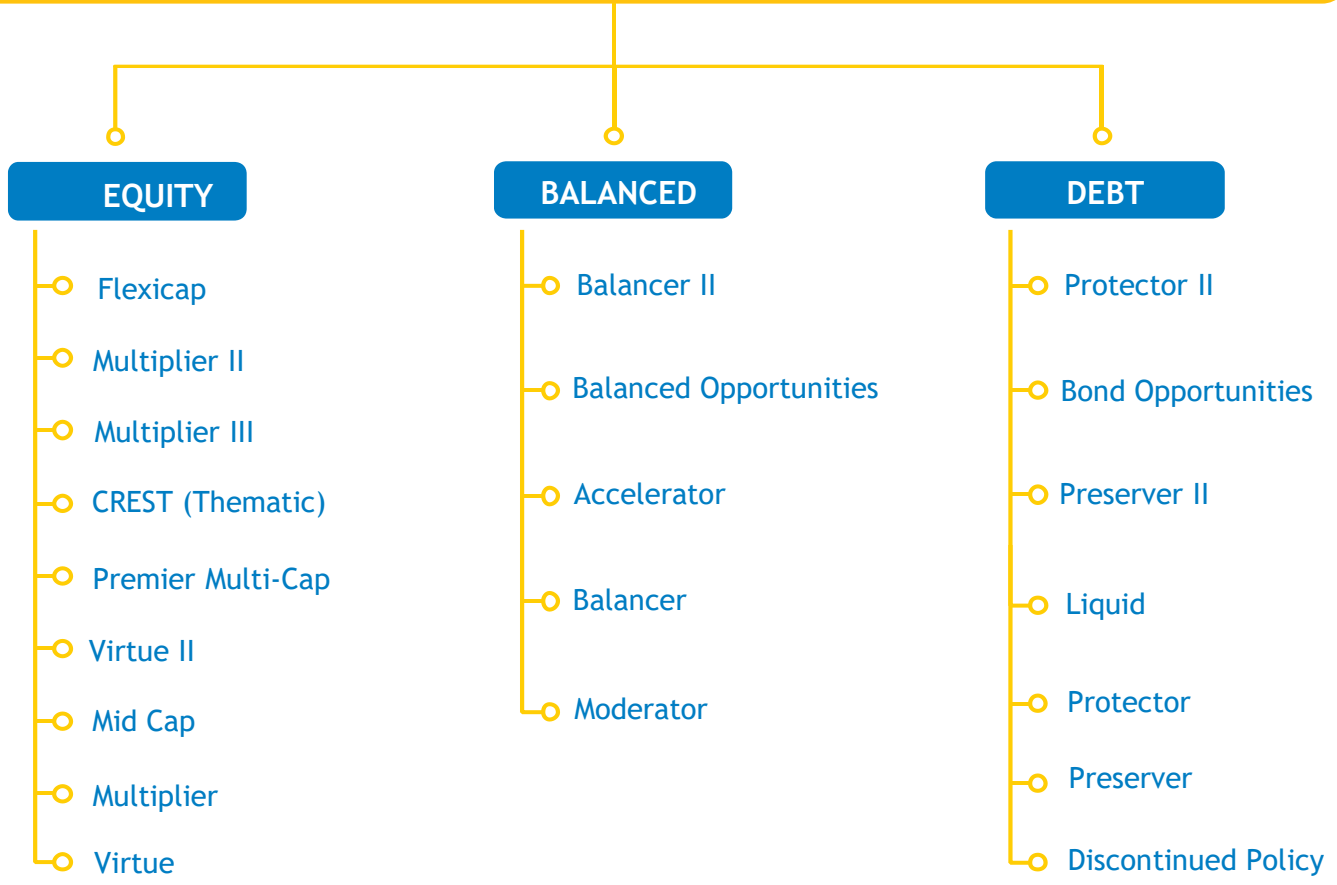 EQUITY
Flexicap
Multiplier II
Multiplier III
CREST (Thematic)
Premier Multi-Cap
Virtue II
Mid Cap
Multiplier
Virtue
BALANCED
Balancer II
Balanced Opportunities
Accelerator
Balancer
Moderator
DEBT
Protector II
Bond Opportunities
Preserver II
Liquid
Protector
Preserver
Discontinued Policy